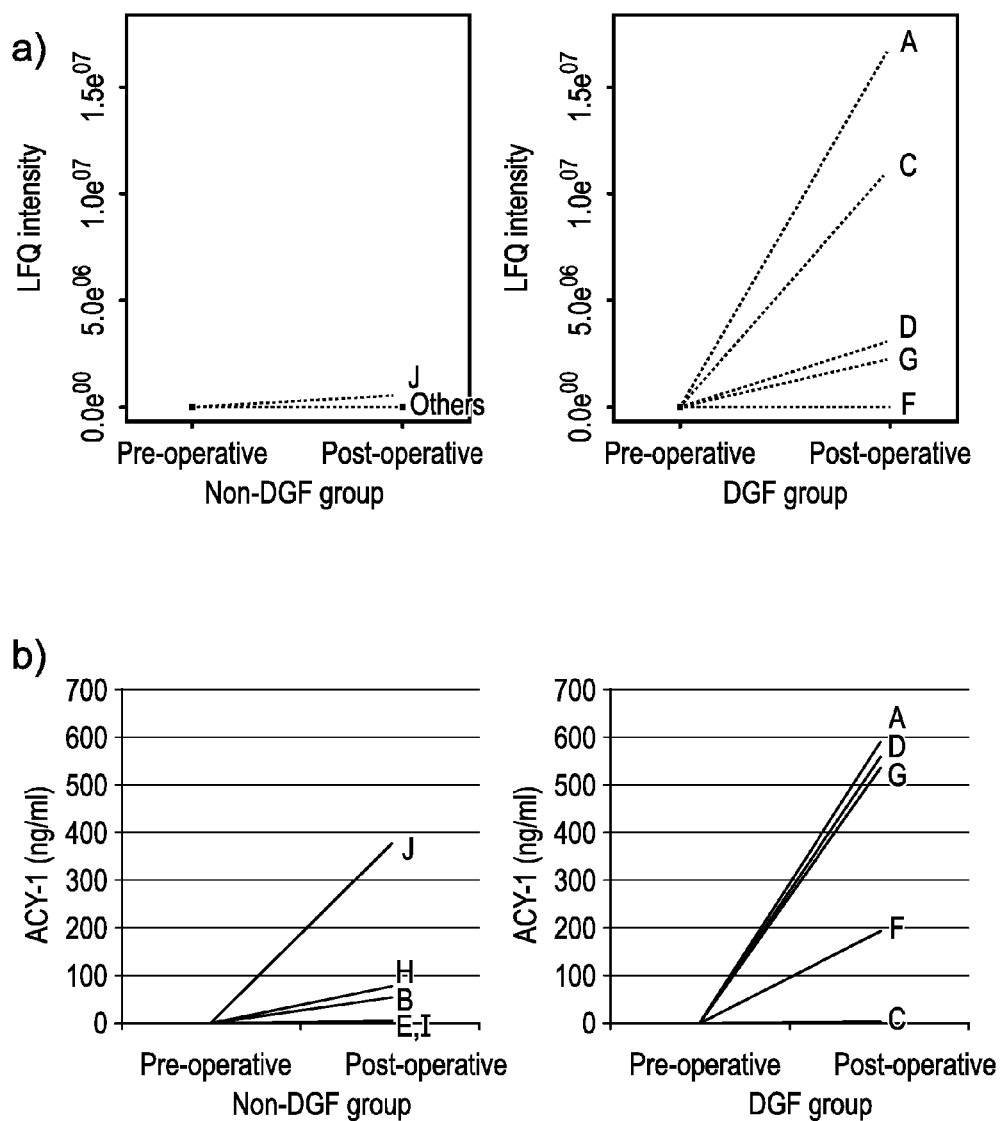 a)
LFQ intensity
1.5e07
1.0e07
5.0e06
0.0e00
J
Others
Pre-operative Post-operative
Non-DGF group
LFQ intensity
1.5e07
1.0e07
5.0e06
0.0e00
A
C
D
G
F
Pre-operative Post-operative
DGF group
b)
ACY-1 (ng/ml)
700
600
500
400
300
200
100
0
J
H
B
E,I
Pre-operative Post-operative
Non-DGF group
ACY-1 (ng/ml)
700
600
500
400
300
200
100
0
A
D
G
F
C
Pre-operative Post-operative
DGF group